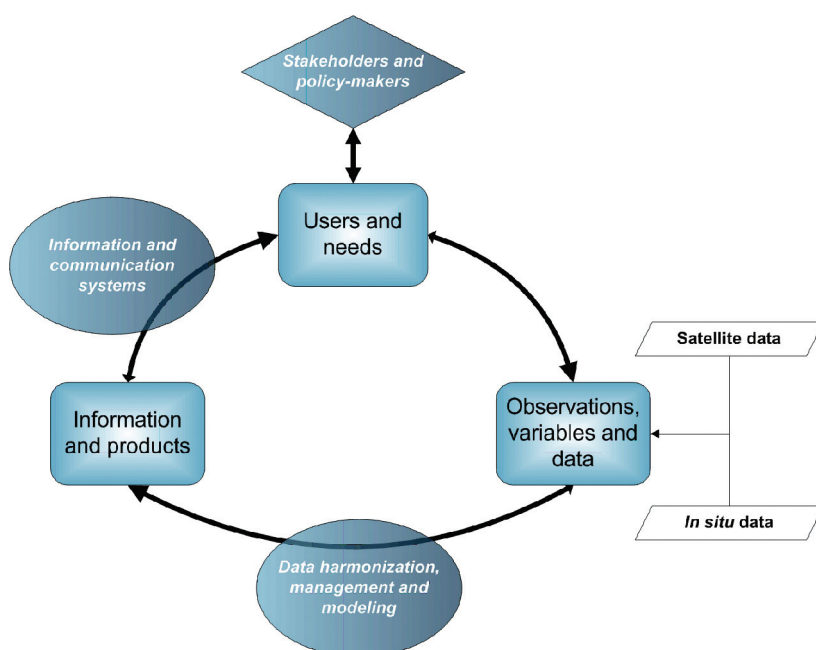 Stakeholders and
policy-makers
Users and
needs
Information and
communication
systems
Satellite data
Observations,
variables and
data
Information
and products
In situ data
Data harmonization,
management and
modeling